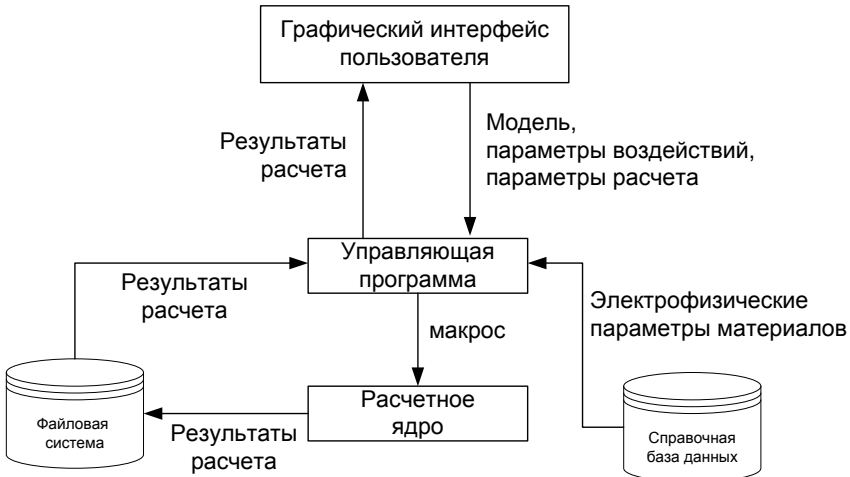 Графический интерфейс
пользователя
Результаты
расчета
Модель,
параметры воздействий,
параметры расчета
Управляющая
программа
Результаты
расчета
Электрофизические
параметры материалов
макрос
Файловая
система
Результаты
расчета
Расчетное
ядро
Справочная
база данных